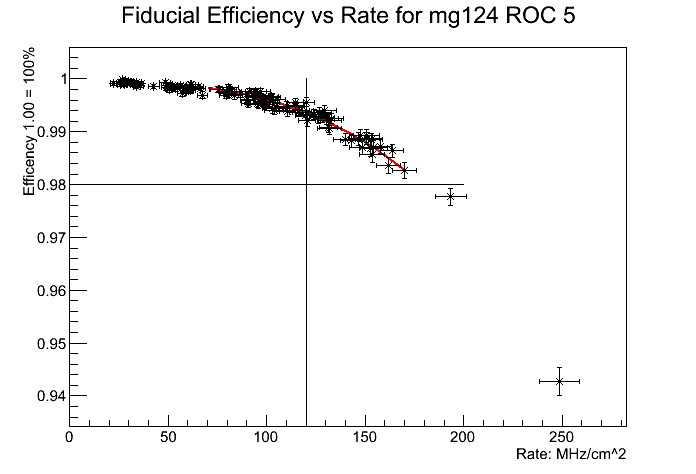 Fiducial Efficiency vs Rate for mg124 ROC 5
Efficency 1.00 = 100%
1
0.99
0.98
0.97
0.96
0.95
0.94
0 50 100 150 200 250
Rate: MHz/cm^2